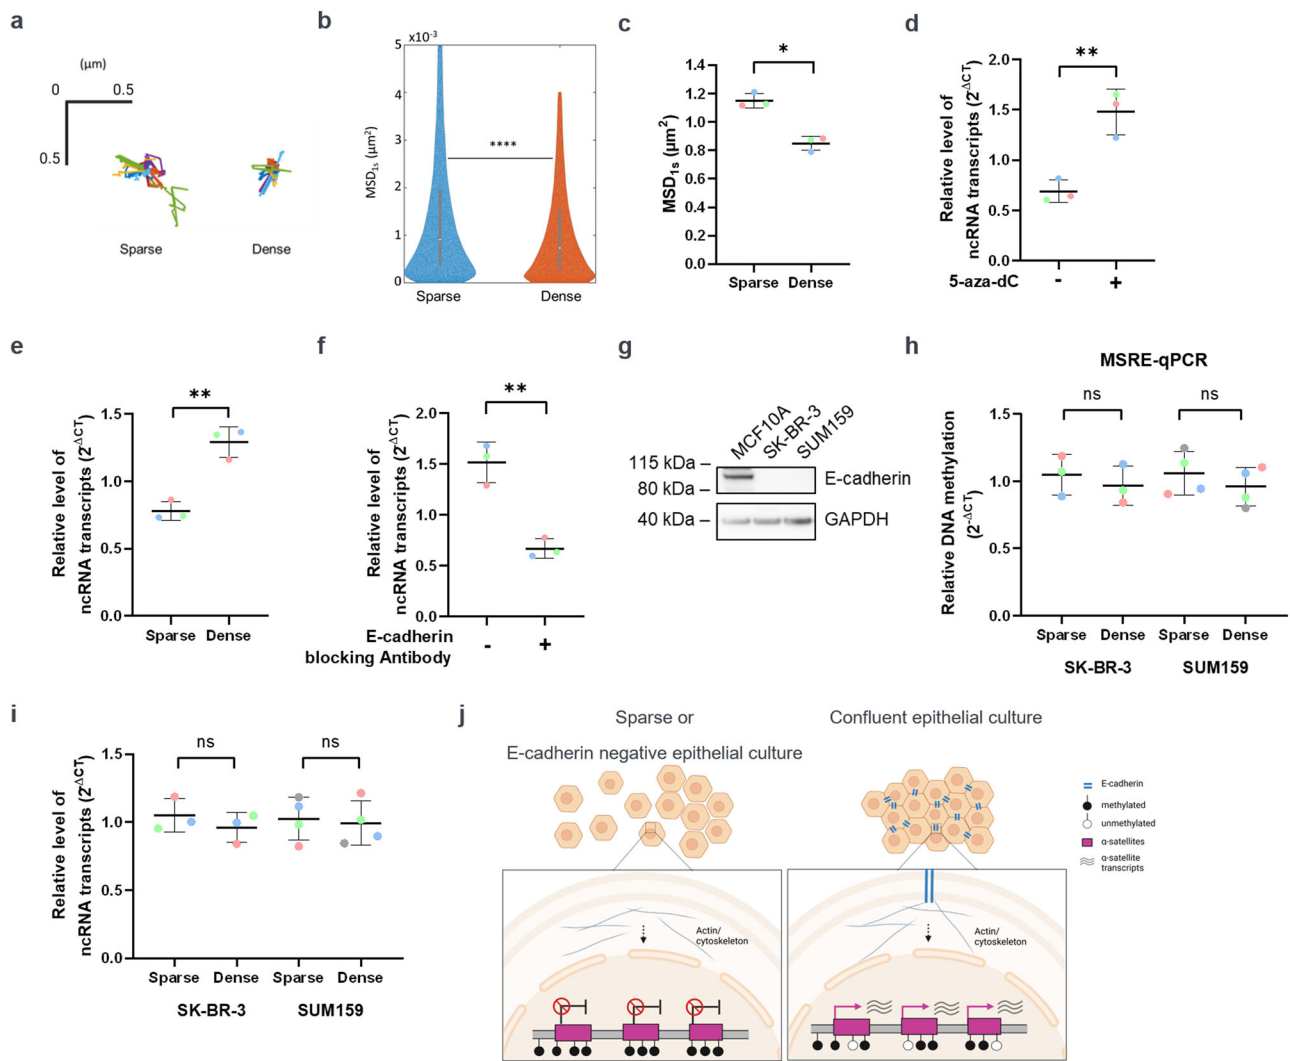 a
(µm)
0 0.5
0.5
Sparse Dense
b
5 x10⁻³
4
3
2
1
0
MSD1s (µm²)
****
Sparse Dense
c
1.4
1.2
1.0
0.8
0.6
0.4
0.2
0.0
MSD1s (µm²)
*
Sparse Dense
d
2.0
1.5
1.0
0.5
0.0
Relative level of
ncRNA transcripts (2^-ΔCT)
**
5-aza-dC - +
e
1.5
1.0
0.5
0.0
Relative level of
ncRNA transcripts (2^-ΔCT)
**
Sparse Dense
f
2.0
1.5
1.0
0.5
0.0
Relative level of
ncRNA transcripts (2^-ΔCT)
**
E-cadherin
blocking Antibody - +
g
MCF10A
SK-BR-3
SUM159
115 kDa –
80 kDa –
E-cadherin
40 kDa –
GAPDH
h
MSRE-qPCR
1.5
1.0
0.5
0.0
Relative DNA methylation
(2^-ΔCT)
ns ns
Sparse Dense Sparse Dense
SK-BR-3 SUM159
i
1.5
1.0
0.5
0.0
Relative level of
ncRNA transcripts (2^-ΔCT)
ns ns
Sparse Dense Sparse Dense
SK-BR-3 SUM159
j
Sparse or
E-cadherin negative epithelial culture
Confluent epithelial culture
E-cadherin
methylated
unmethylated
α-satellites
α-satellite
transcripts
Actin/
cytoskeleton
Actin/
cytoskeleton